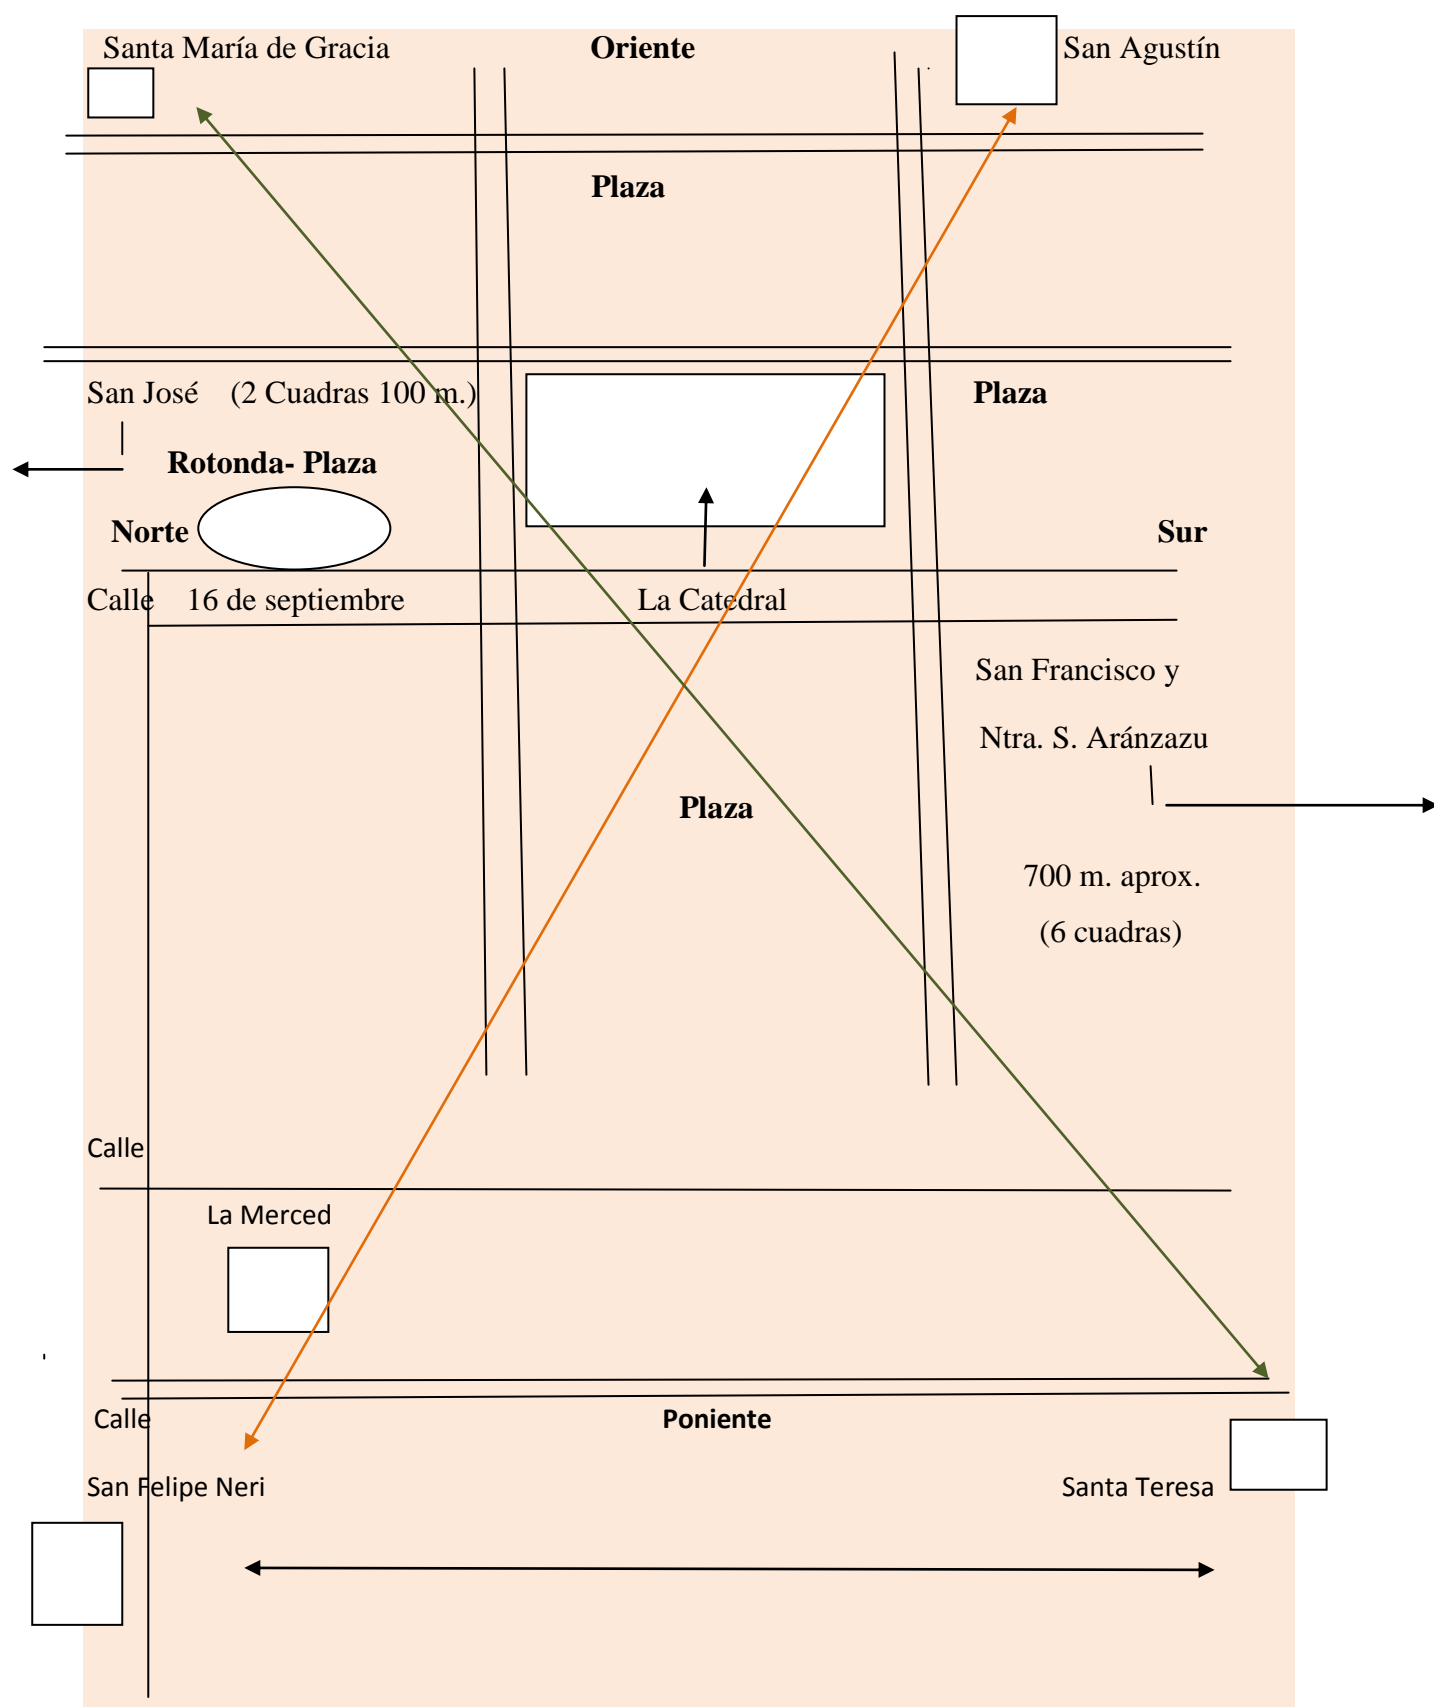 Santa María de Gracia Oriente San Agustín
Plaza
San José (2 Cuadras 100 m.) Plaza
Rotonda- Plaza
Norte Sur
Calle 16 de septiembre La Catedral
San Francisco y
Ntra. S. Aránzazu
Plaza
700 m. aprox.
(6 cuadras)
Calle
La Merced
Calle Poniente
San Felipe Neri Santa Teresa